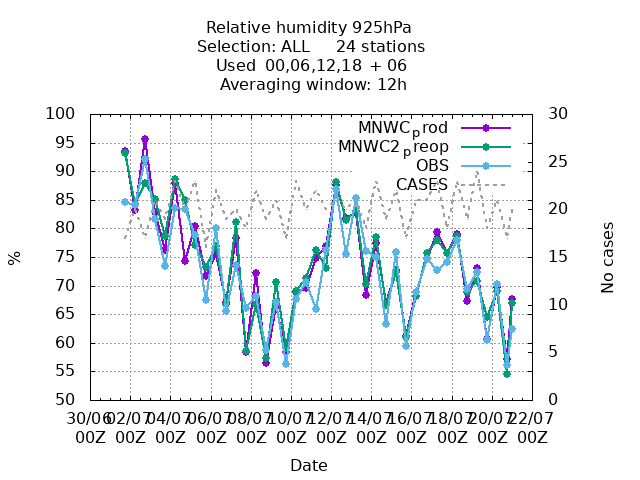 Relative humidity 925hPa
Selection: ALL 24 stations
Used 00,06,12,18 + 06
Averaging window: 12h
100
95
90
85
80
75
70
65
60
55
50
%
30
25
20
15
10
5
0
No cases
MNWC_prod
MNWC2_preop
OBS
CASES
30/06 02/07 04/07 06/07 08/07 10/07 12/07 14/07 16/07 18/07 20/07 22/07
00Z 00Z 00Z 00Z 00Z 00Z 00Z 00Z 00Z 00Z 00Z 00Z
Date